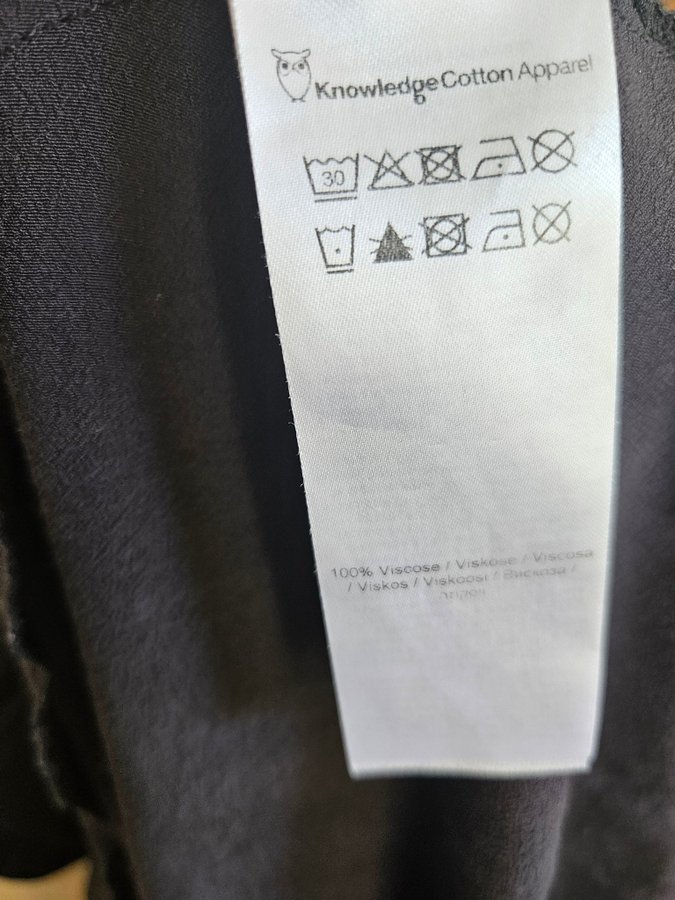 KnowledgeCotton Apparel
30
100% Viscose / Viskose / Viscosa
/ Viskos / Viskoosi / Вискоза /